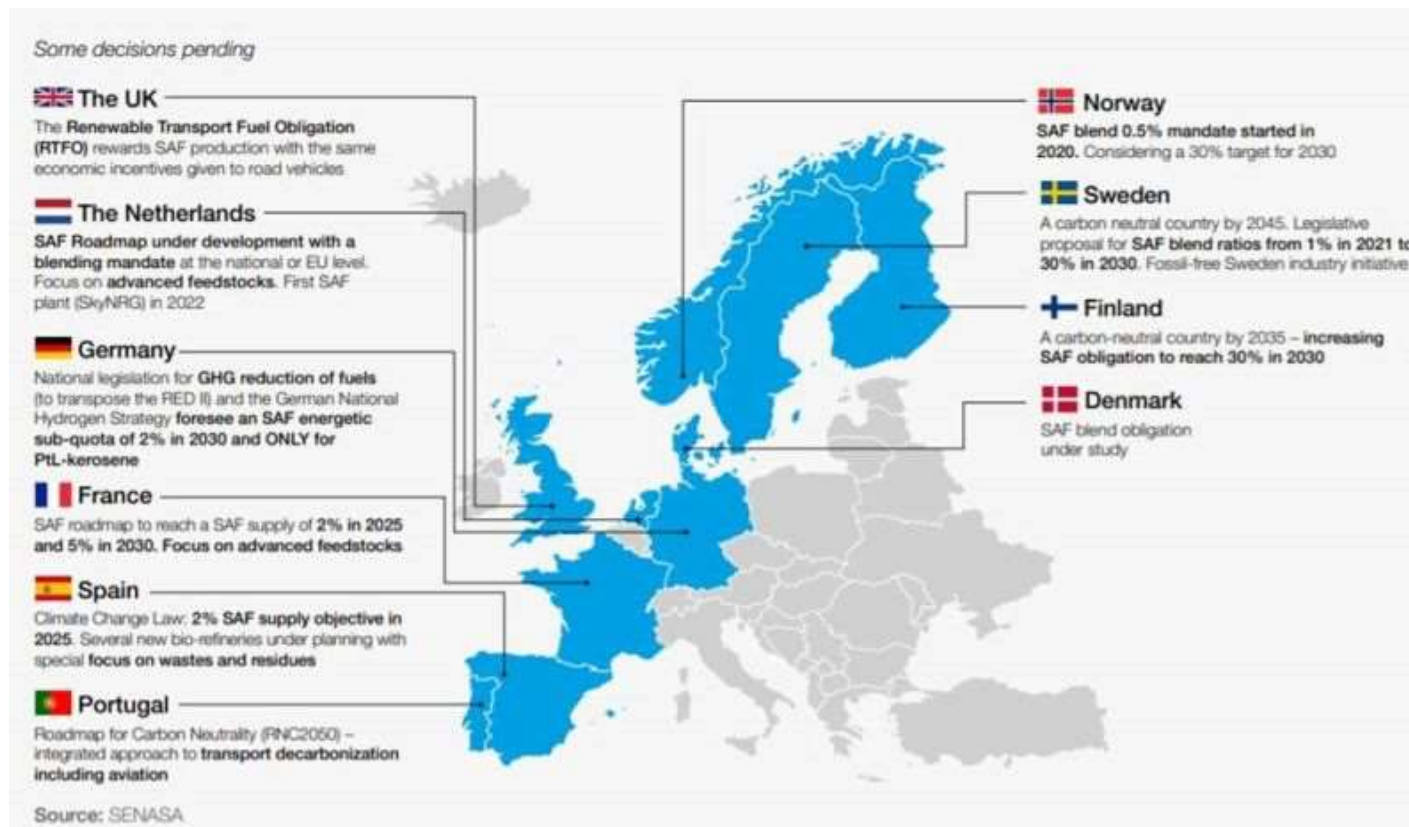 Some decisions pending
The UK
The Renewable Transport Fuel Obligation
(RTFO) rewards SAF production with the same
economic incentives given to road vehicles
The Netherlands
SAF Roadmap under development with a
blending mandate at the national or EU level.
Focus on advanced feedstocks. First SAF
plant (SkyNRG) in 2022
Germany
National legislation for GHG reduction of fuels
(to transpose the RED II) and the German National
Hydrogen Strategy foresee an SAF energetic
sub-quota of 2% in 2030 and ONLY for
PtL-kerosene
France
SAF roadmap to reach a SAF supply of 2% in 2025
and 5% in 2030. Focus on advanced feedstocks
Spain
Climate Change Law: 2% SAF supply objective in
2025. Several new bio-refineries under planning with
special focus on wastes and residues
Portugal
Roadmap for Carbon Neutrality (RNC2050) –
integrated approach to transport decarbonization
including aviation
Source: SENASA
Norway
SAF blend 0.5% mandate started in
2020. Considering a 30% target for 2030
Sweden
A carbon neutral country by 2045. Legislative
proposal for SAF blend ratios from 1% in 2021 to
30% in 2030. Fossil-free Sweden industry initiative
Finland
A carbon-neutral country by 2035 – increasing
SAF obligation to reach 30% in 2030
Denmark
SAF blend obligation
under study